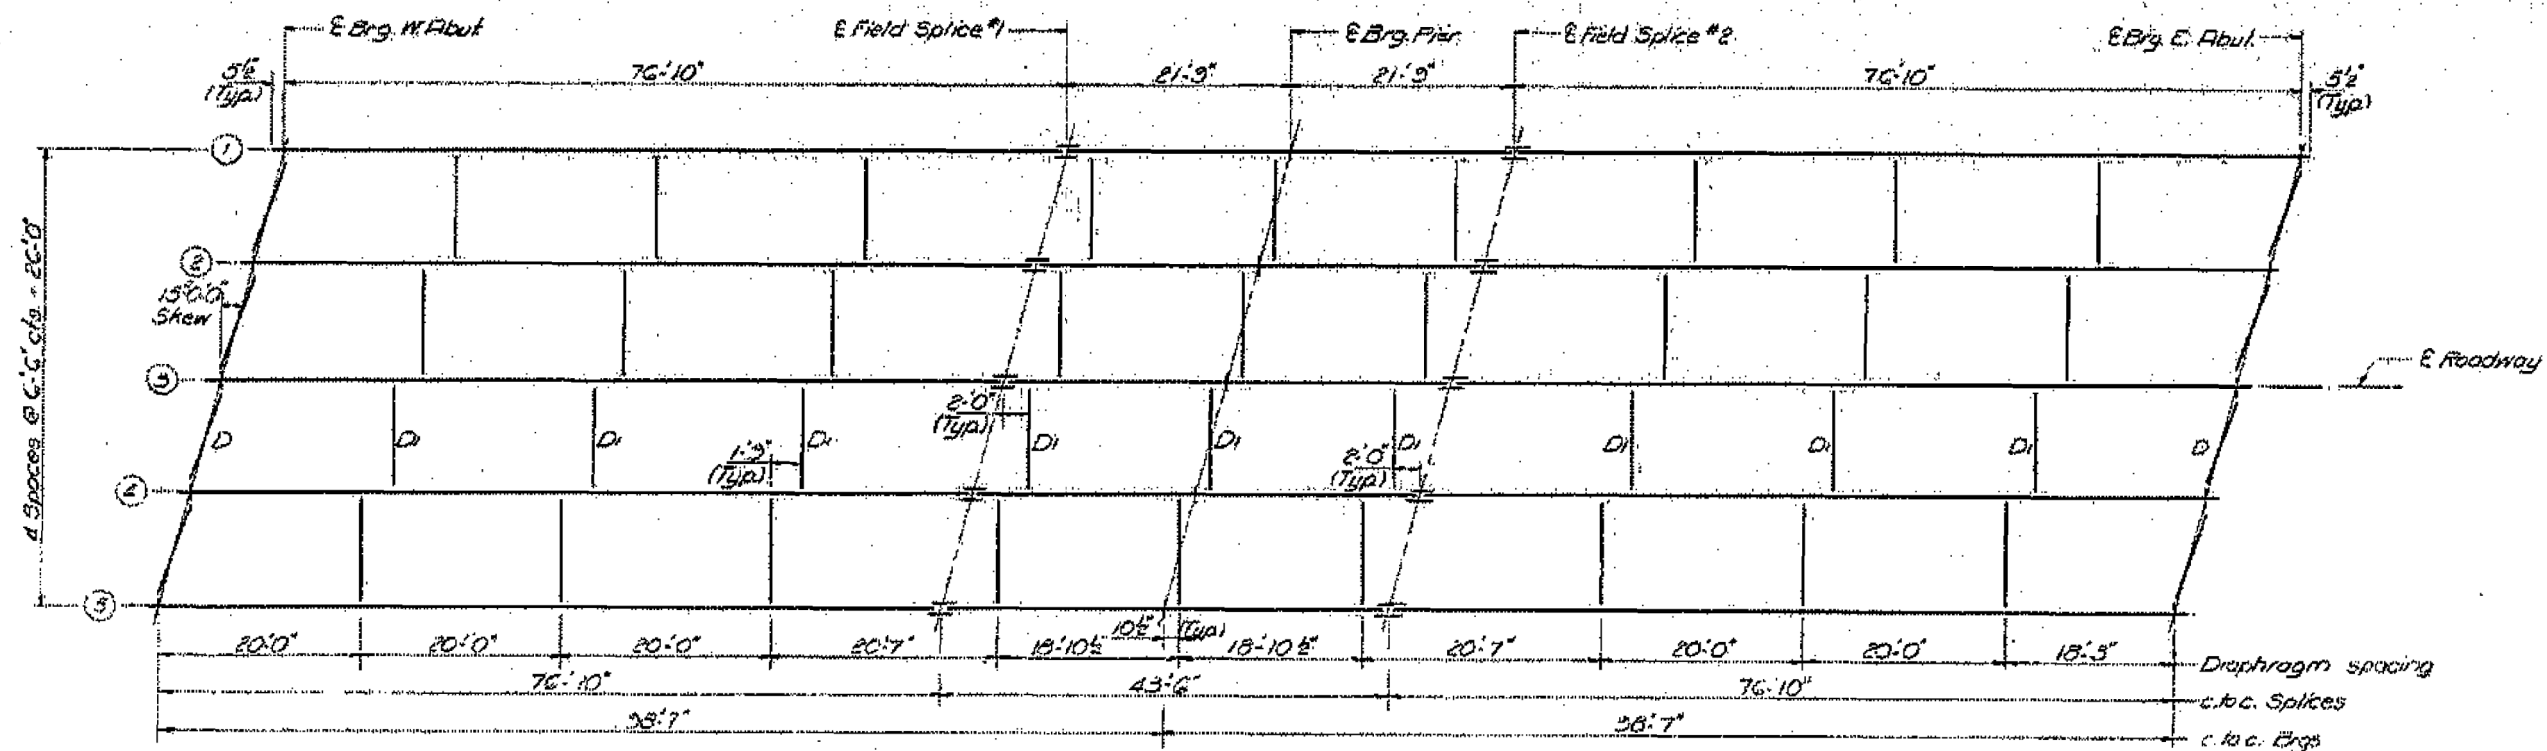 ℄ Brg. W. Abut
℄ Field Splice #1
℄ Brg. Pier
℄ Field Splice #2
℄ Brg. E. Abut.
5½"
(Typ.)
76'-10"
21'-9"
21'-9"
76'-10"
5½"
(Typ.)
1
2
3
4
5
4 Spaces @ 6'-6" cts = 26'-0"
15°0'0"
Skew
℄ Roadway
D
D1
D1
D1
D1
D1
D1
D1
D1
D1
D
2'-0"
(Typ.)
1'-9"
(Typ.)
2'-0"
(Typ.)
10½"
(Typ.)
20'-0"
20'-0"
20'-0"
20'-7"
18'-10½"
18'-10½"
20'-7"
20'-0"
20'-0"
18'-3"
Diaphragm spacing
76'-10"
43'-6"
76'-10"
c. to c. Splices
98'-7"
98'-7"
c. to c. Brgs